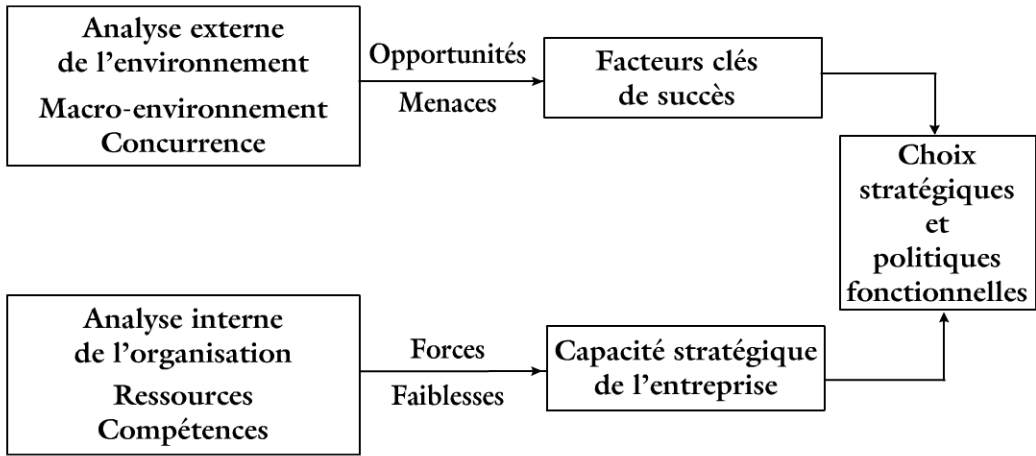 Analyse externe
de l'environnement
Macro-environnement
Concurrence
Opportunités
Menaces
Facteurs clés
de succès
Choix
stratégiques
et
politiques
fonctionnelles
Analyse interne
de l'organisation
Ressources
Compétences
Forces
Faiblesses
Capacité stratégique
de l'entreprise